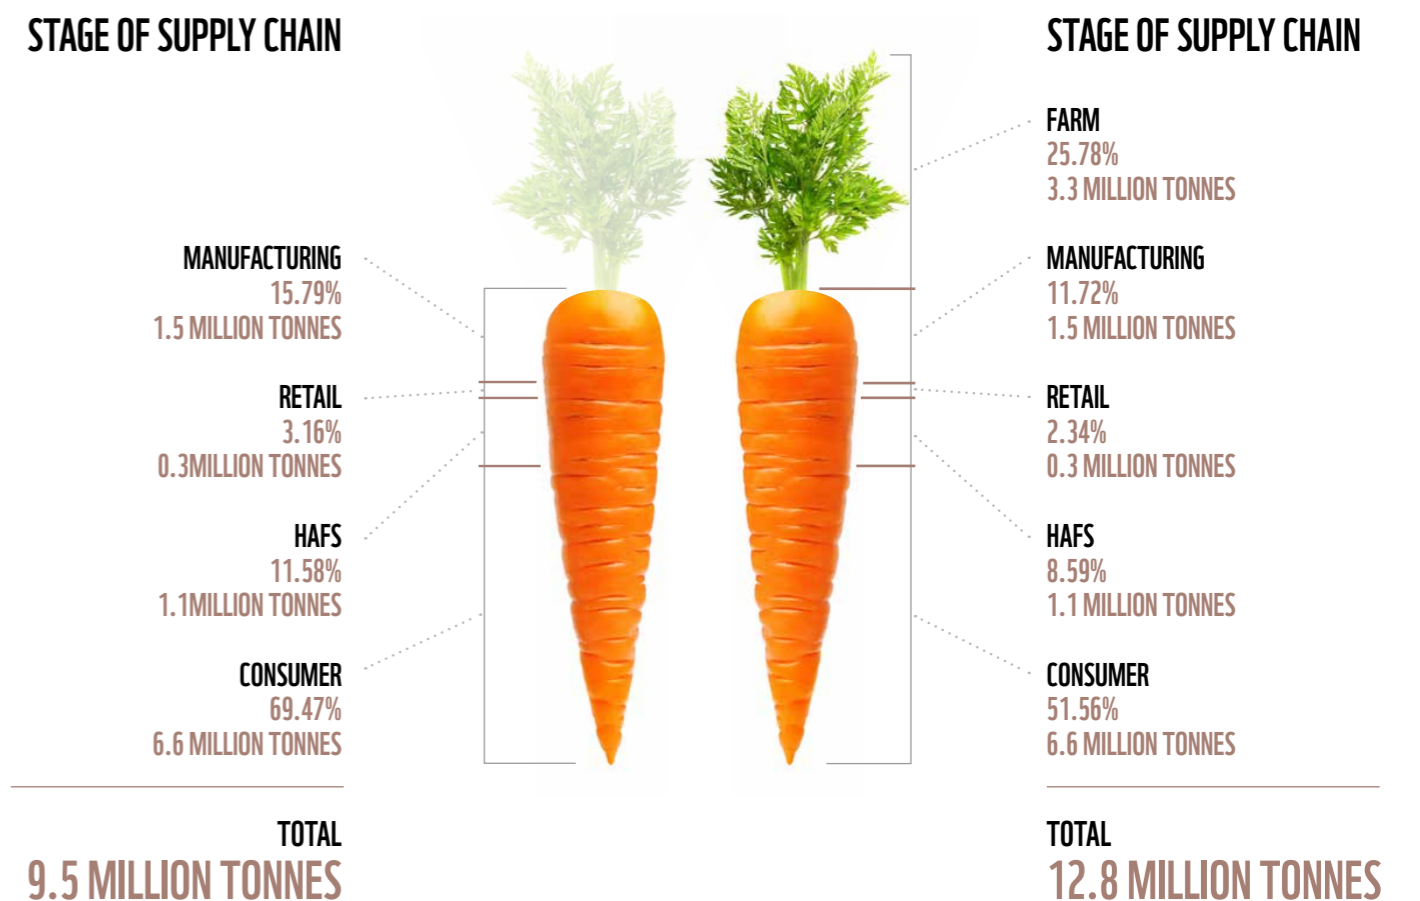 STAGE OF SUPPLY CHAIN
MANUFACTURING
15.79%
1.5 MILLION TONNES
RETAIL
3.16%
0.3MILLION TONNES
HAFS
11.58%
1.1MILLION TONNES
CONSUMER
69.47%
6.6 MILLION TONNES
TOTAL
9.5 MILLION TONNES
STAGE OF SUPPLY CHAIN
FARM
25.78%
3.3 MILLION TONNES
MANUFACTURING
11.72%
1.5 MILLION TONNES
RETAIL
2.34%
0.3 MILLION TONNES
HAFS
8.59%
1.1 MILLION TONNES
CONSUMER
51.56%
6.6 MILLION TONNES
TOTAL
12.8 MILLION TONNES